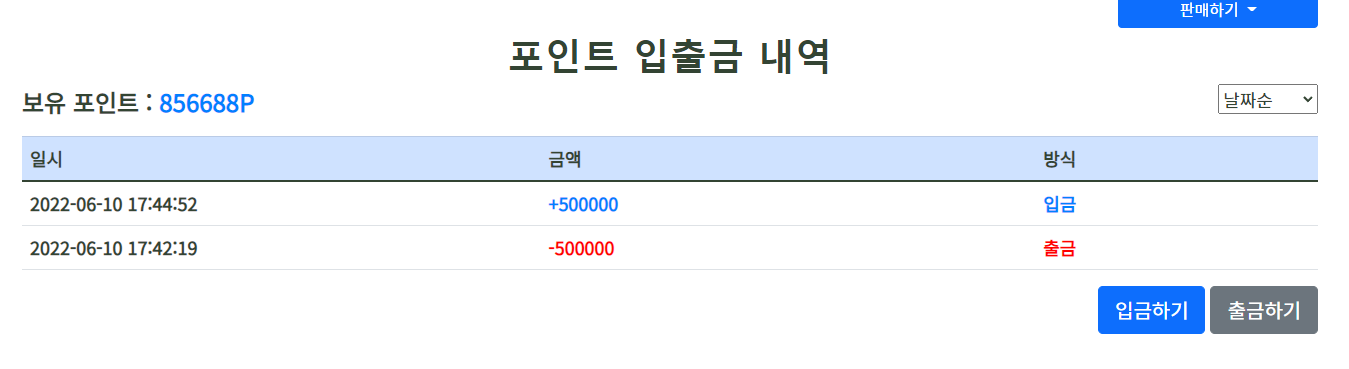 판매하기
포인트 입출금 내역
보유 포인트 : 856688P
날짜순
일시 금액 방식
2022-06-10 17:44:52 +500000 입금
2022-06-10 17:42:19 -500000 출금
입금하기 출금하기